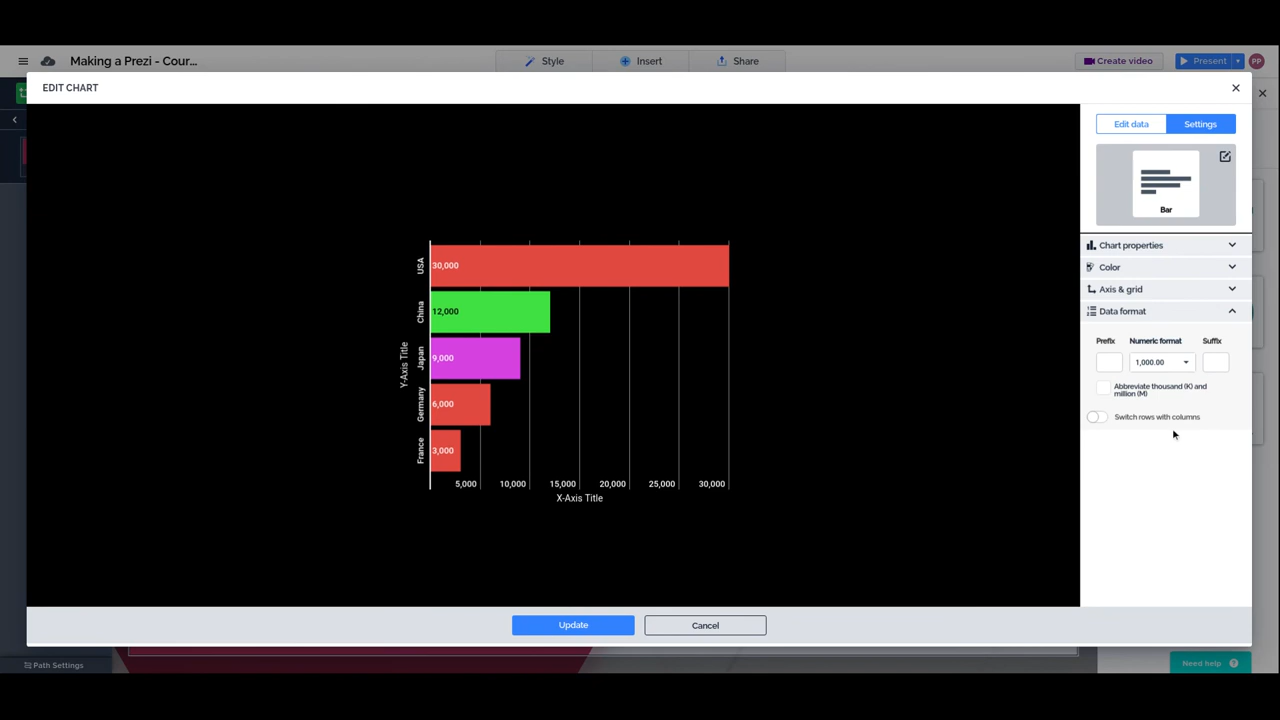 Making a Prezi - Cour...
Style
Insert
Share
Create video
Present
PP
EDIT CHART
Edit data
Settings
Bar
Chart properties
Color
Axis & grid
Data format
Prefix
Numeric format
Suffix
1,000.00
Abbreviate thousand (K) and
million (M)
Switch rows with columns
Y-Axis Title
USA
30,000
China
12,000
Japan
9,000
Germany
6,000
France
3,000
5,000
10,000
15,000
20,000
25,000
30,000
X-Axis Title
Update
Cancel
Path Settings
Need help ?